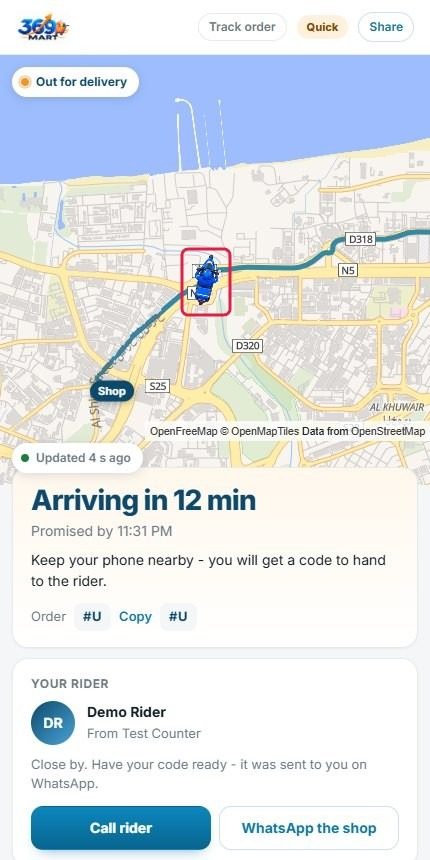 369
MART
Track order
Quick
Share
Out for delivery
D318
N5
D320
Shop
S25
AL KHUWAIR
OpenFreeMap © OpenMapTiles Data from OpenStreetMap
Updated 4 s ago
Arriving in 12 min
Promised by 11:31 PM
Keep your phone nearby - you will get a code to hand
to the rider.
Order #U Copy #U
YOUR RIDER
DR
Demo Rider
From Test Counter
Close by. Have your code ready - it was sent to you on
WhatsApp.
Call rider
WhatsApp the shop